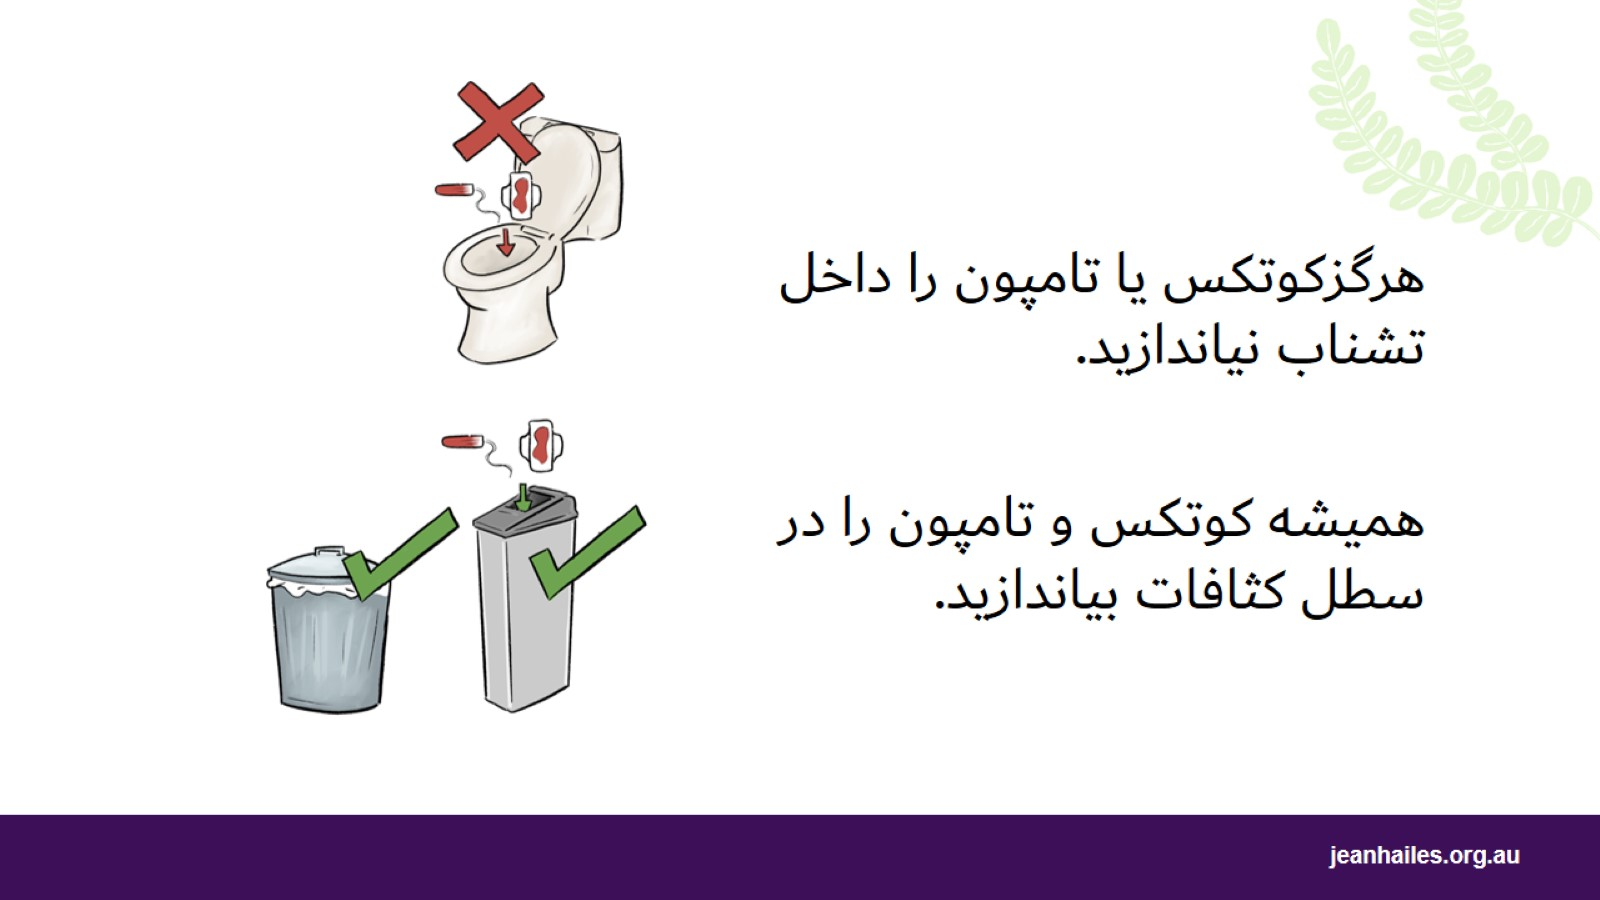 هرگزکوتکس یا تامپون را داخل
تشناب نیاندازید.
همیشه کوتکس و تامپون را در
سطل کثافات بیاندازید.
jeanhailes.org.au